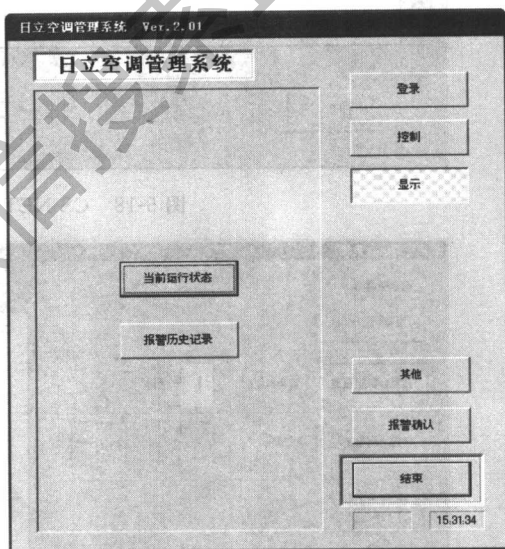 日立空调管理系统 Ver.2.01
日立空调管理系统
登录
控制
显示
当前运行状态
报警历史记录
其他
报警确认
结束
15:31:34